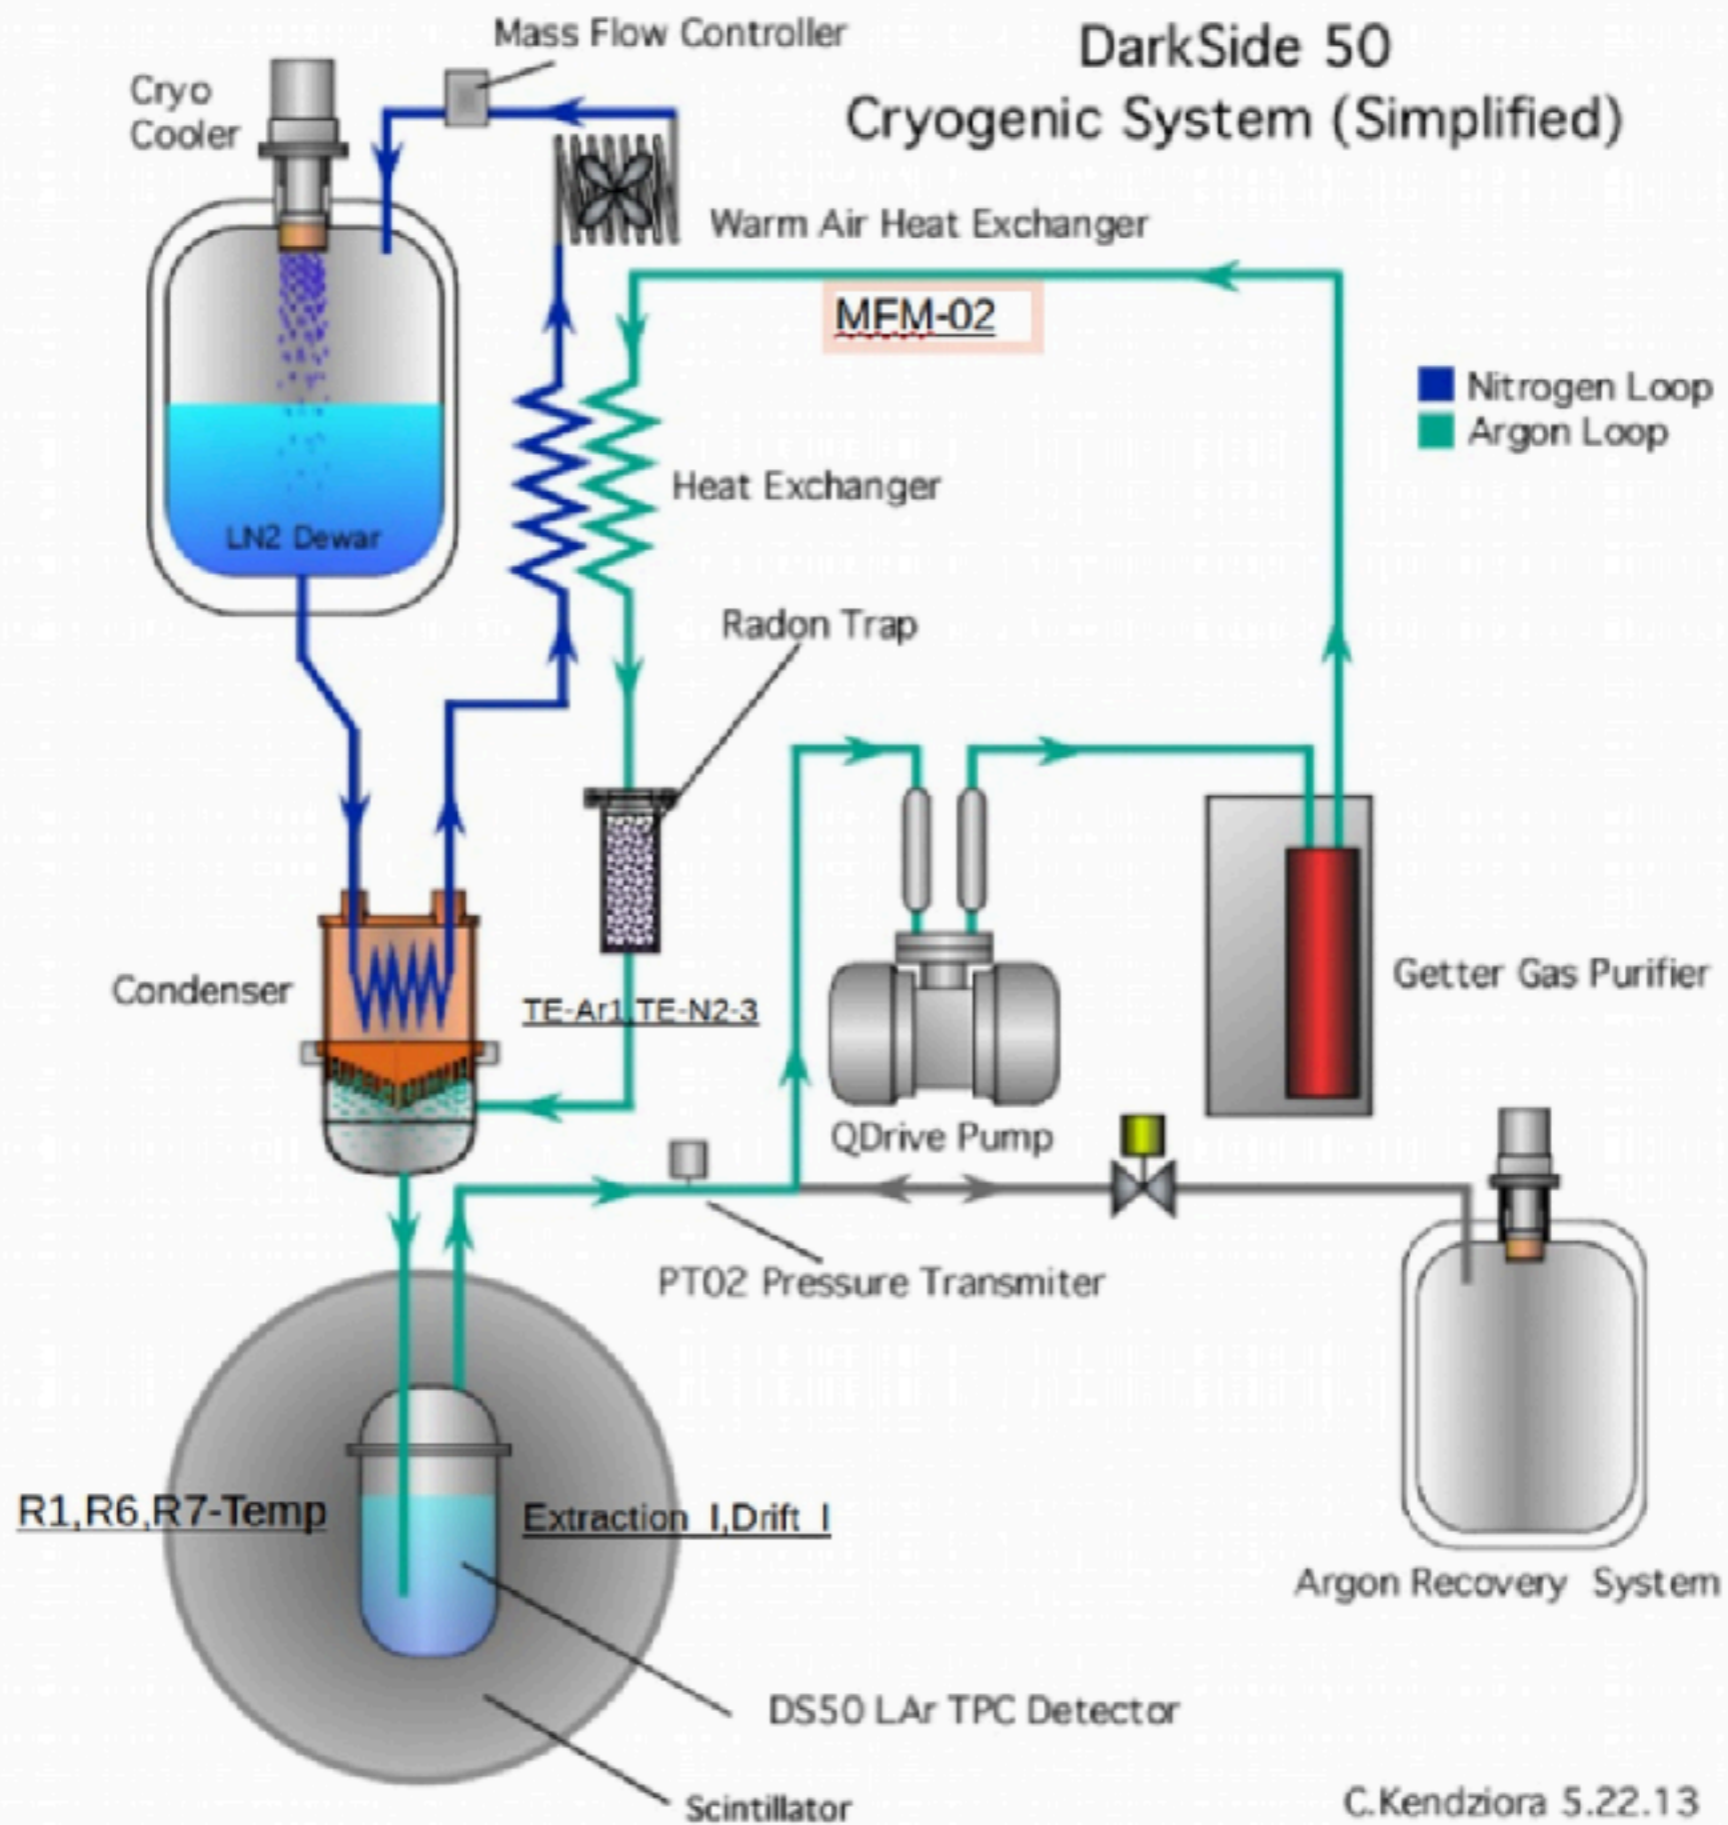 Mass Flow Controller
DarkSide 50
Cryogenic System (Simplified)
Cryo
Cooler
Warm Air Heat Exchanger
MFM-02
Nitrogen Loop
Argon Loop
Heat Exchanger
LN2 Dewar
Radon Trap
Condenser
TE-Ar1,TE-N2-3
Getter Gas Purifier
QDrive Pump
PT02 Pressure Transmiter
R1,R6,R7-Temp
Extraction_I,Drift_I
Argon Recovery System
DS50 LAr TPC Detector
Scintillator
C.Kendziora 5.22.13